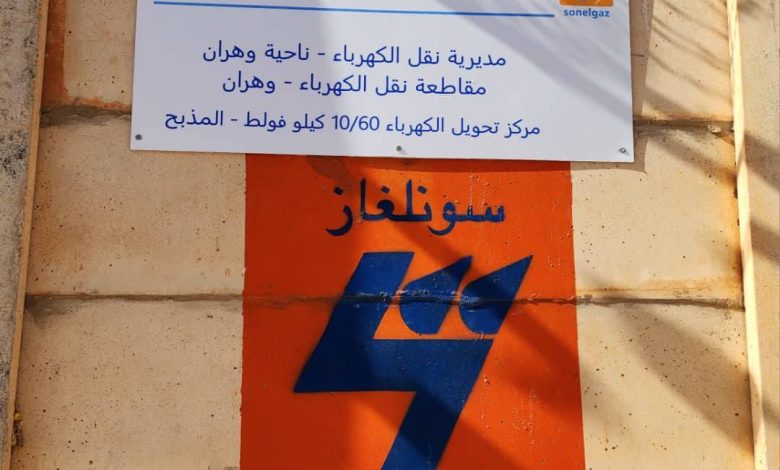 sonelgaz
مديرية نقل الكهرباء - ناحية وهران
مقاطعة نقل الكهرباء - وهران
مركز تحويل الكهرباء 10/60 كيلو فولط - المذبح
سونلغاز